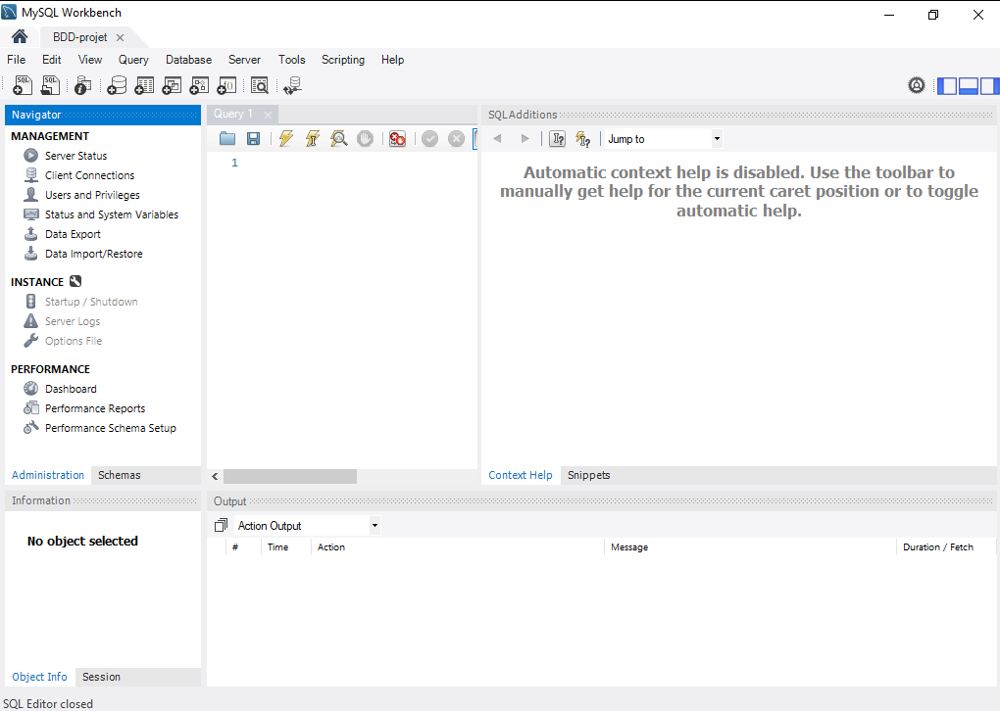 MySQL Workbench
BDD-projet
File Edit View Query Database Server Tools Scripting Help
SQL SQL
Navigator
MANAGEMENT
Server Status
Client Connections
Users and Privileges
Status and System Variables
Data Export
Data Import/Restore
INSTANCE
Startup / Shutdown
Server Logs
Options File
PERFORMANCE
Dashboard
Performance Reports
Performance Schema Setup
Administration Schemas
Query 1
1
SQLAdditions
Jump to
Automatic context help is disabled. Use the toolbar to
manually get help for the current caret position or to toggle
automatic help.
Context Help Snippets
Information
No object selected
Object Info Session
Output
Action Output
# Time Action Message Duration / Fetch
SQL Editor closed